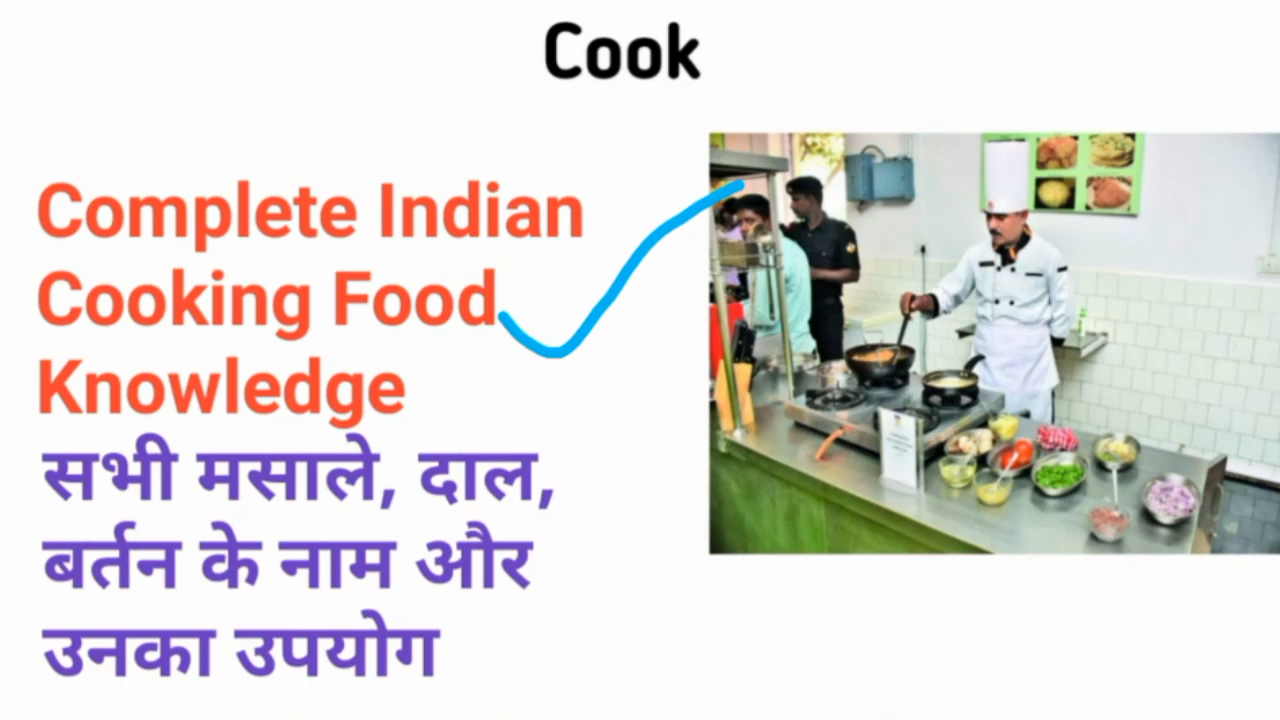 Cook
Complete Indian
Cooking Food
Knowledge
सभी मसाले, दाल,
बर्तन के नाम और
उनका उपयोग